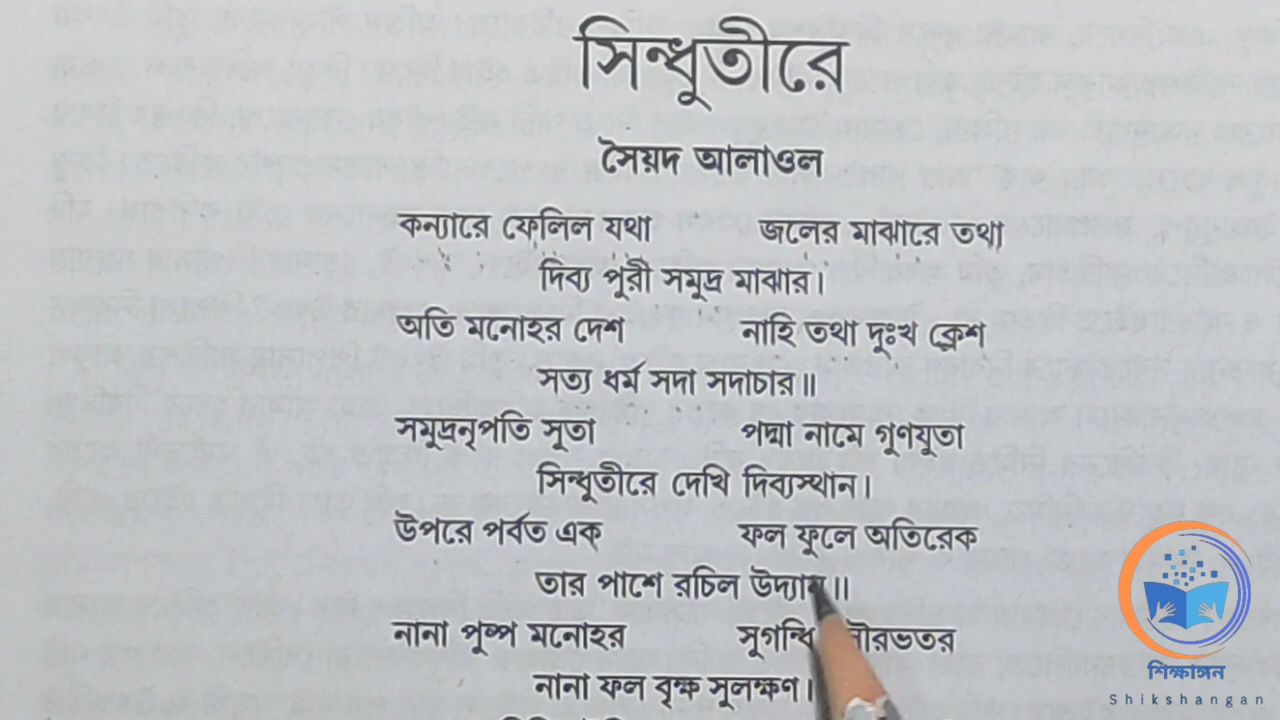 সিন্ধুতীরে
সৈয়দ আলাওল
কন্যারে ফেলিল যথা জলের মাঝারে তথা
দিব্য পুরী সমুদ্র মাঝার।
অতি মনোহর দেশ নাহি তথা দুঃখ ক্লেশ
সত্য ধর্ম সদা সদাচার॥
সমুদ্রনৃপতি সুতা পদ্মা নামে গুণযুতা
সিন্ধুতীরে দেখি দিব্যস্থান।
উপরে পর্বত এক ফল ফুলে অতিরেক
তার পাশে রচিল উদ্যান॥
নানা পুষ্প মনোহর সুগন্ধি
নানা ফল বৃক্ষ সুলক্ষণ।
শিক্ষাঙ্গন
Shikshangan